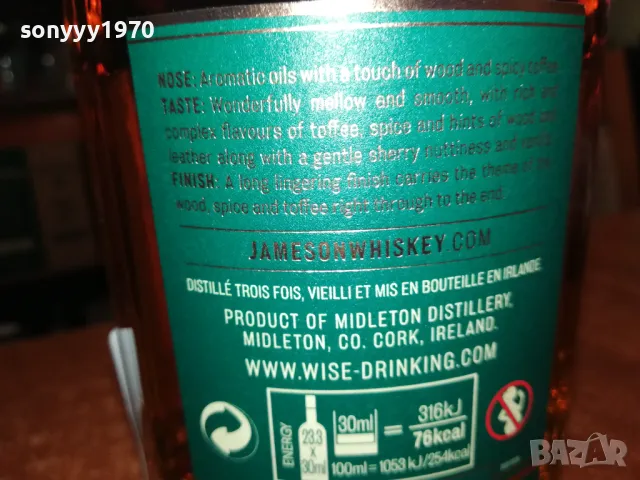 sonyyy1970
NOSE: Aromatic oils with a touch of wood and spicy toffee
TASTE: Wonderfully mellow and smooth, with rich and
complex flavours of toffee, spice and hints of wood and
leather along with a gentle sherry nuttiness and vanilla
FINISH: A long lingering finish carries the theme of the
wood, spice and toffee right through to the end.
JAMESONWHISKEY.COM
DISTILLÉ TROIS FOIS, VIEILLI ET MIS EN BOUTEILLE EN IRLANDE.
PRODUCT OF MIDLETON DISTILLERY,
MIDLETON, CO. CORK, IRELAND.
WWW.WISE-DRINKING.COM
ENERGY
23.3
x
30ml
30ml = 316kJ
76kcal
100ml = 1053 kJ/254kcal
BAZAR